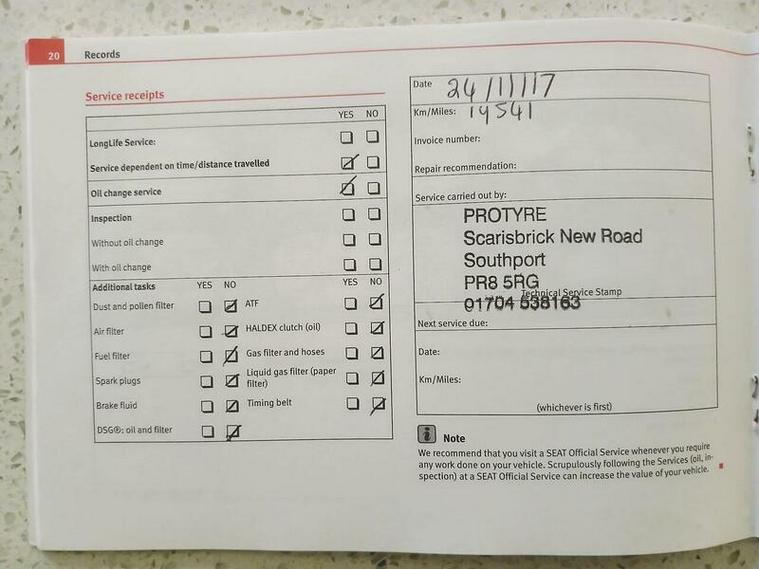 20 Records
Service receipts
YES NO
LongLife Service:
Service dependent on time/distance travelled
Oil change service
Inspection
Without oil change
With oil change
Additional tasks YES NO YES NO
Dust and pollen filter ATF
Air filter HALDEX clutch (oil)
Fuel filter Gas filter and hoses
Spark plugs Liquid gas filter (paper
filter)
Brake fluid Timing belt
DSG®: oil and filter
Date 24/11/17
Km/Miles: 14541
Invoice number:
Repair recommendation:
Service carried out by:
PROTYRE
Scarisbrick New Road
Southport
PR8 5RG
Technical Service Stamp
01704 538163
Next service due:
Date:
Km/Miles:
(whichever is first)
i Note
We recommend that you visit a SEAT Official Service whenever you require
any work done on your vehicle. Scrupulously following the Services (oil, in-
spection) at a SEAT Official Service can increase the value of your vehicle.